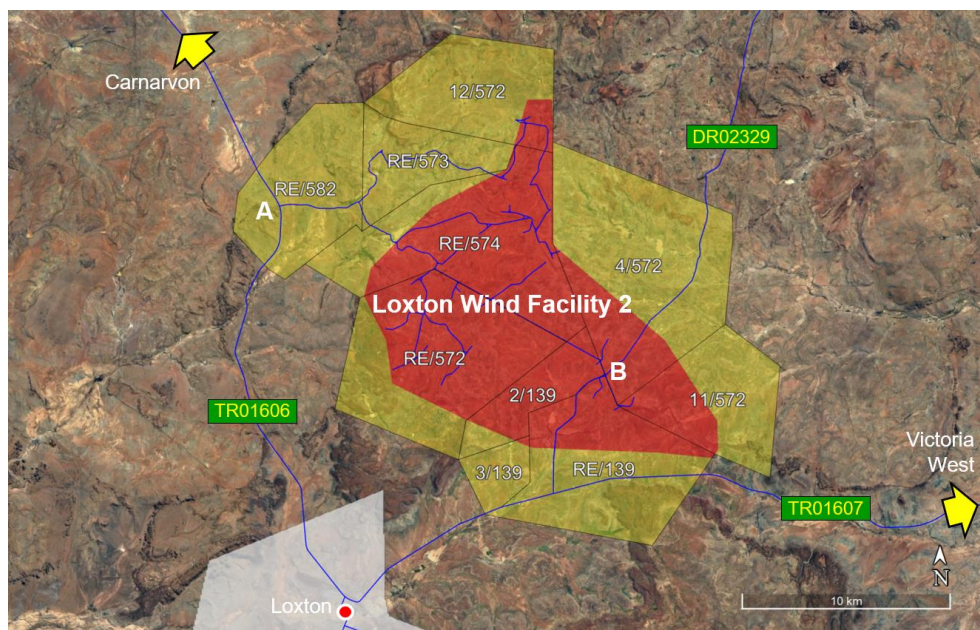 Carnarvon
12/572
DR02329
RE/573
RE/582
A
RE/574
4/572
Loxton Wind Facility 2
RE/572
B
2/139
11/572
TR01606
Victoria
West
3/139
RE/139
TR01607
N
Loxton
10 km